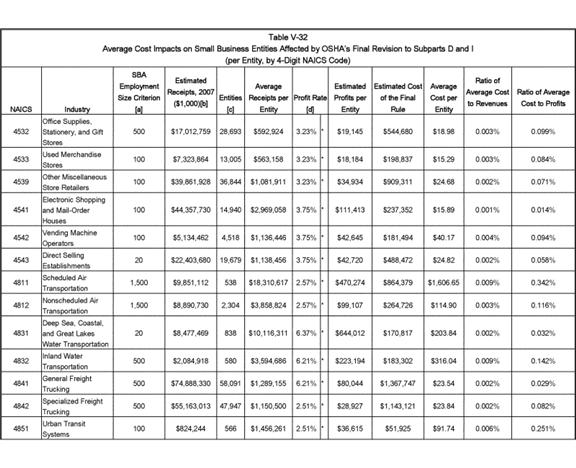 Table V-32
Average Cost Impacts on Small Business Entities Affected by OSHA's Final Revision to Subparts D and I
(per Entity, by 4-Digit NAICS Code)
NAICS Industry SBA Employment Size Criterion [a] Estimated Receipts, 2007 ($1,000)[b] Entities [c] Average Receipts per Entity Profit Rate [d] Estimated Profits per Entity Estimated Cost of the Final Rule Average Cost per Entity Ratio of Average Cost to Revenues Ratio of Average Cost to Profits
4532 Office Supplies, Stationery, and Gift Stores 500 $17,012,759 28,693 $592,924 3.23% * $19,145 $544,680 $18.98 0.003% 0.099%
4533 Used Merchandise Stores 100 $7,323,864 13,005 $563,158 3.23% * $18,184 $198,837 $15.29 0.003% 0.084%
4539 Other Miscellaneous Store Retailers 100 $39,861,928 36,844 $1,081,911 3.23% * $34,934 $909,311 $24.68 0.002% 0.071%
4541 Electronic Shopping and Mail-Order Houses 100 $44,357,730 14,940 $2,969,058 3.75% * $111,413 $237,352 $15.89 0.001% 0.014%
4542 Vending Machine Operators 100 $5,134,462 4,518 $1,136,446 3.75% * $42,645 $181,494 $40.17 0.004% 0.094%
4543 Direct Selling Establishments 20 $22,403,680 19,679 $1,138,456 3.75% * $42,720 $488,472 $24.82 0.002% 0.058%
4811 Scheduled Air Transportation 1,500 $9,851,112 538 $18,310,617 2.57% * $470,274 $864,379 $1,606.65 0.009% 0.342%
4812 Nonscheduled Air Transportation 1,500 $8,890,730 2,304 $3,858,824 2.57% * $99,107 $264,726 $114.90 0.003% 0.116%
4831 Deep Sea, Coastal, and Great Lakes Water Transportation 20 $8,477,469 838 $10,116,311 6.37% * $644,012 $170,817 $203.84 0.002% 0.032%
4832 Inland Water Transportation 500 $2,084,918 580 $3,594,686 6.21% * $223,194 $183,302 $316.04 0.009% 0.142%
4841 General Freight Trucking 500 $74,888,330 58,091 $1,289,155 6.21% * $80,044 $1,367,747 $23.54 0.002% 0.029%
4842 Specialized Freight Trucking 500 $55,163,013 47,947 $1,150,500 2.51% * $28,927 $1,143,121 $23.84 0.002% 0.082%
4851 Urban Transit Systems 100 $824,244 566 $1,456,261 2.51% * $36,615 $51,925 $91.74 0.006% 0.251%